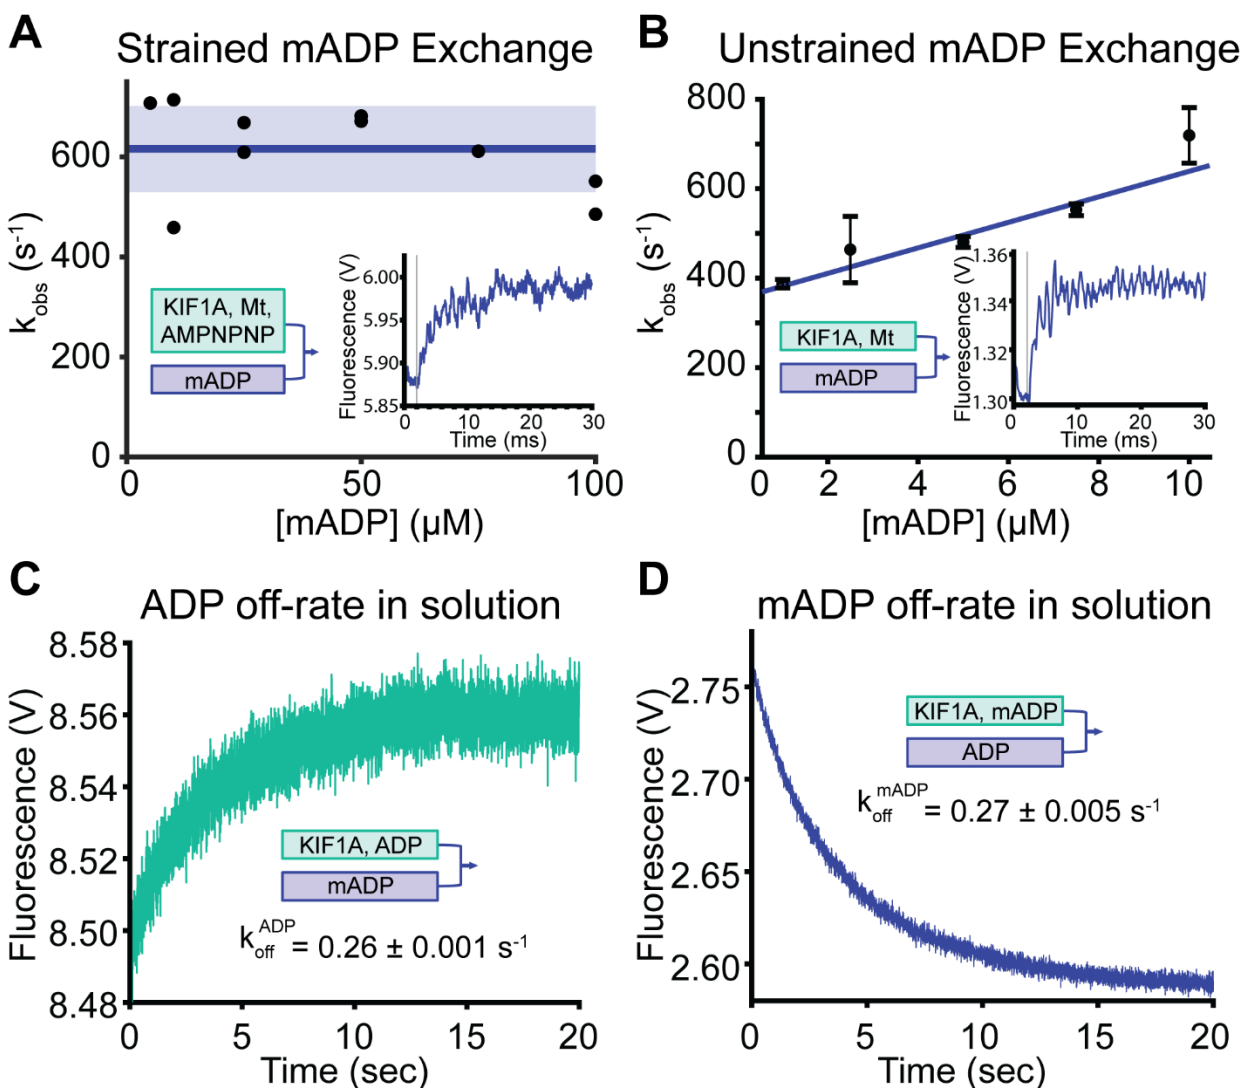 A
Strained mADP Exchange
k_obs (s⁻¹)
600
400
200
0
0
50
100
[mADP] (µM)
KIF1A, Mt,
AMPNPNP
mADP
Fluorescence (V)
6.00
5.95
5.90
5.85
0
10
20
30
Time (ms)
B
Unstrained mADP Exchange
k_obs (s⁻¹)
800
600
400
200
0
0
2
4
6
8
10
[mADP] (µM)
KIF1A, Mt
mADP
Fluorescence (V)
1.36
1.34
1.32
1.30
0
10
20
30
Time (ms)
C
ADP off-rate in solution
Fluorescence (V)
8.58
8.56
8.54
8.52
8.50
8.48
0
5
10
15
20
Time (sec)
KIF1A, ADP
mADP
k_off^ADP = 0.26 ± 0.001 s⁻¹
D
mADP off-rate in solution
Fluorescence (V)
2.75
2.70
2.65
2.60
0
5
10
15
20
Time (sec)
KIF1A, mADP
ADP
k_off^mADP = 0.27 ± 0.005 s⁻¹